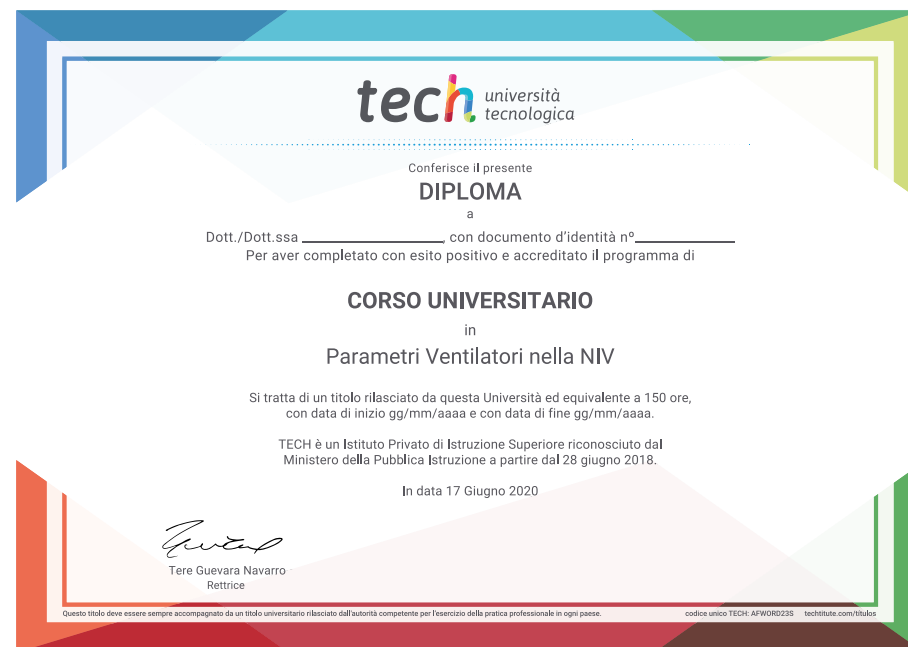 tech università
tecnologica
Conferisce il presente
DIPLOMA
a
Dott./Dott.ssa ____________________, con documento d'identità nº______________
Per aver completato con esito positivo e accreditato il programma di
CORSO UNIVERSITARIO
in
Parametri Ventilatori nella NIV
Si tratta di un titolo rilasciato da questa Università ed equivalente a 150 ore,
con data di inizio gg/mm/aaaa e con data di fine gg/mm/aaaa.
TECH è un Istituto Privato di Istruzione Superiore riconosciuto dal
Ministero della Pubblica Istruzione a partire dal 28 giugno 2018.
In data 17 Giugno 2020
Tere Guevara Navarro
Rettrice
Questo titolo deve essere sempre accompagnato da un titolo universitario rilasciato dall'autorità competente per l'esercizio della pratica professionale in ogni paese. codice unico TECH: AFWORD23S techtitute.com/titulos